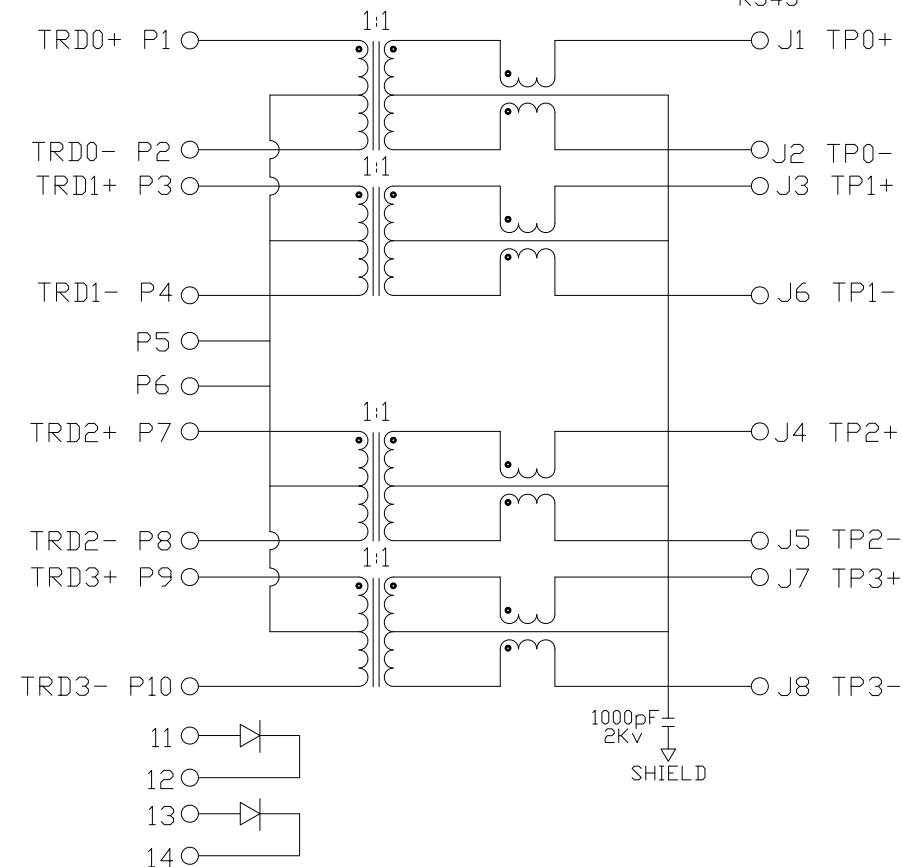 1:1
TRD0+ P1 J1 TP0+
TRD0- P2 J2 TP0-
1:1
TRD1+ P3 J3 TP1+
TRD1- P4 J6 TP1-
P5
P6
1:1
TRD2+ P7 J4 TP2+
TRD2- P8 J5 TP2-
1:1
TRD3+ P9 J7 TP3+
TRD3- P10 J8 TP3-
1000pF
2Kv
SHIELD
11
12
13
14